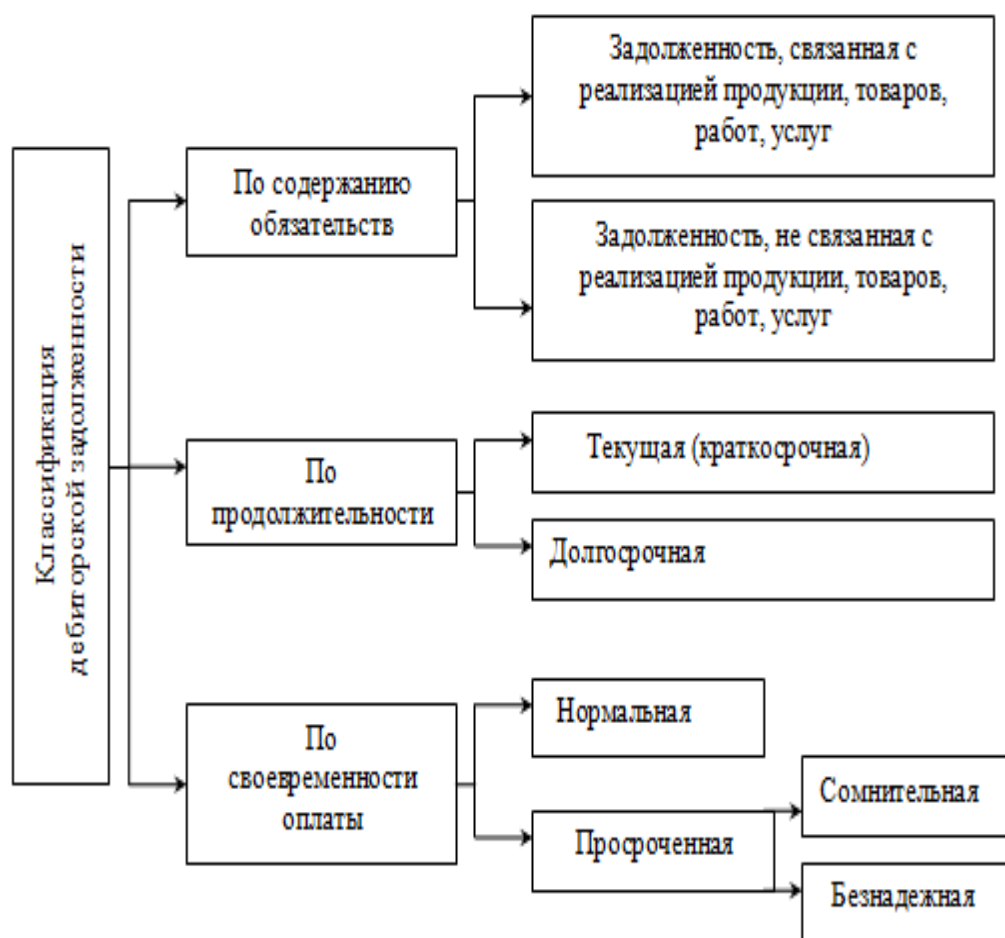 Классификация
дебиторской задолженности
По содержанию
обязательств
Задолженность, связанная с
реализацией продукции, товаров,
работ, услуг
Задолженность, не связанная с
реализацией продукции, товаров,
работ, услуг
По
продолжительности
Текущая (краткосрочная)
Долгосрочная
По
своевременности
оплаты
Нормальная
Просроченная
Сомнительная
Безнадежная